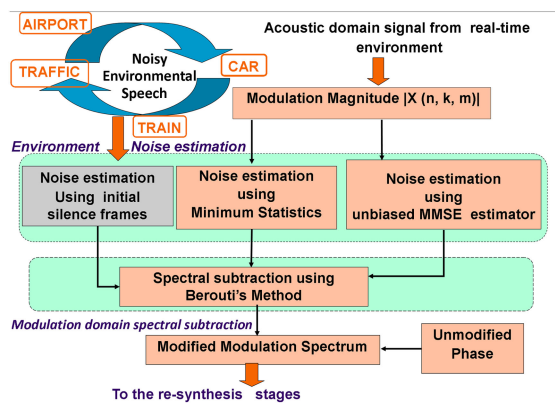 AIRPORT
Acoustic domain signal from real-time
environment
Noisy
Environmental
Speech
TRAFFIC
CAR
Modulation Magnitude |X (n, k, m)|
TRAIN
Environment
Noise estimation
Noise estimation
Using initial
silence frames
Noise estimation
using
Minimum Statistics
Noise estimation
using
unbiased MMSE estimator
Spectral subtraction using
Berouti's Method
Modulation domain spectral subtraction
Modified Modulation Spectrum
Unmodified
Phase
To the re-synthesis stages